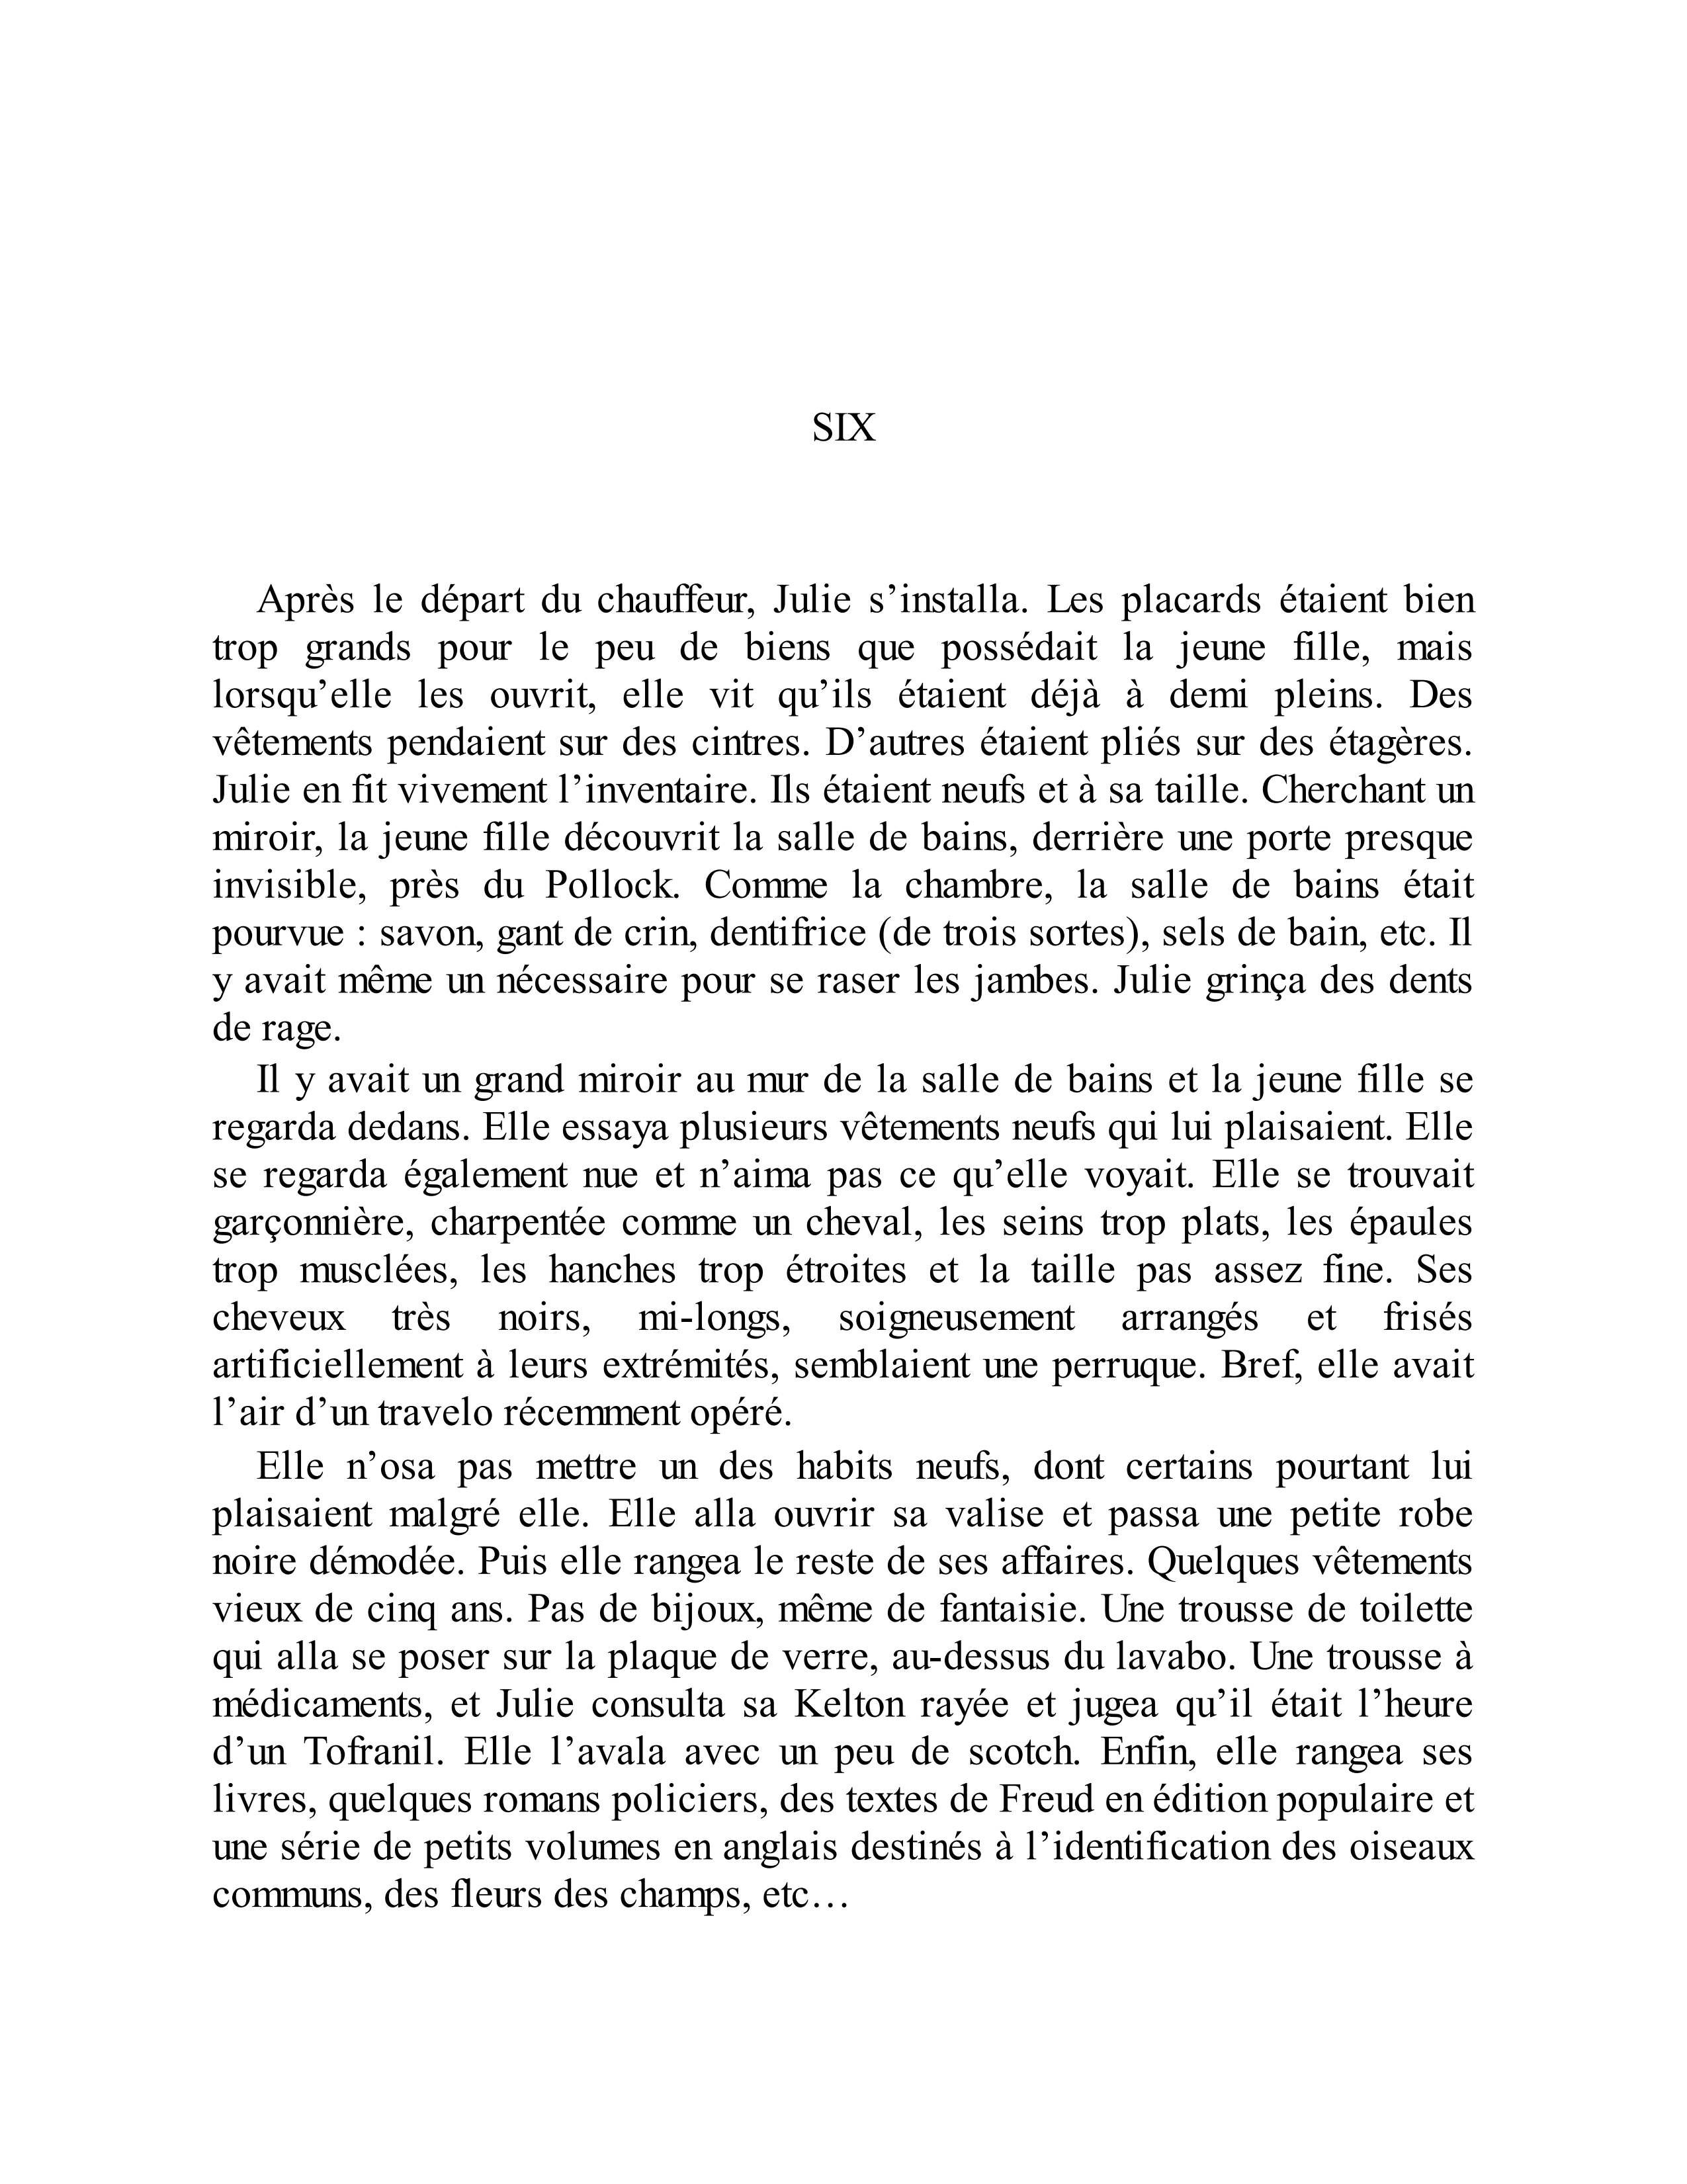 SIX
Après le départ du chauffeur, Julie s’installa. Les placards étaient bien
trop grands pour le peu de biens que possédait la jeune fille, mais
lorsqu’elle les ouvrit, elle vit qu’ils étaient déjà à demi pleins. Des
vêtements pendaient sur des cintres. D’autres étaient pliés sur des étagères.
Julie en fit vivement l’inventaire. Ils étaient neufs et à sa taille. Cherchant un
miroir, la jeune fille découvrit la salle de bains, derrière une porte presque
invisible, près du Pollock. Comme la chambre, la salle de bains était
pourvue : savon, gant de crin, dentifrice (de trois sortes), sels de bain, etc. Il
y avait même un nécessaire pour se raser les jambes. Julie grinça des dents
de rage.
Il y avait un grand miroir au mur de la salle de bains et la jeune fille se
regarda dedans. Elle essaya plusieurs vêtements neufs qui lui plaisaient. Elle
se regarda également nue et n’aima pas ce qu’elle voyait. Elle se trouvait
garçonnière, charpentée comme un cheval, les seins trop plats, les épaules
trop musclées, les hanches trop étroites et la taille pas assez fine. Ses
cheveux très noirs, mi-longs, soigneusement arrangés et frisés
artificiellement à leurs extrémités, semblaient une perruque. Bref, elle avait
l’air d’un travelo récemment opéré.
Elle n’osa pas mettre un des habits neufs, dont certains pourtant lui
plaisaient malgré elle. Elle alla ouvrir sa valise et passa une petite robe
noire démodée. Puis elle rangea le reste de ses affaires. Quelques vêtements
vieux de cinq ans. Pas de bijoux, même de fantaisie. Une trousse de toilette
qui alla se poser sur la plaque de verre, au-dessus du lavabo. Une trousse à
médicaments, et Julie consulta sa Kelton rayée et jugea qu’il était l’heure
d’un Tofranil. Elle l’avala avec un peu de scotch. Enfin, elle rangea ses
livres, quelques romans policiers, des textes de Freud en édition populaire et
une série de petits volumes en anglais destinés à l’identification des oiseaux
communs, des fleurs des champs, etc…